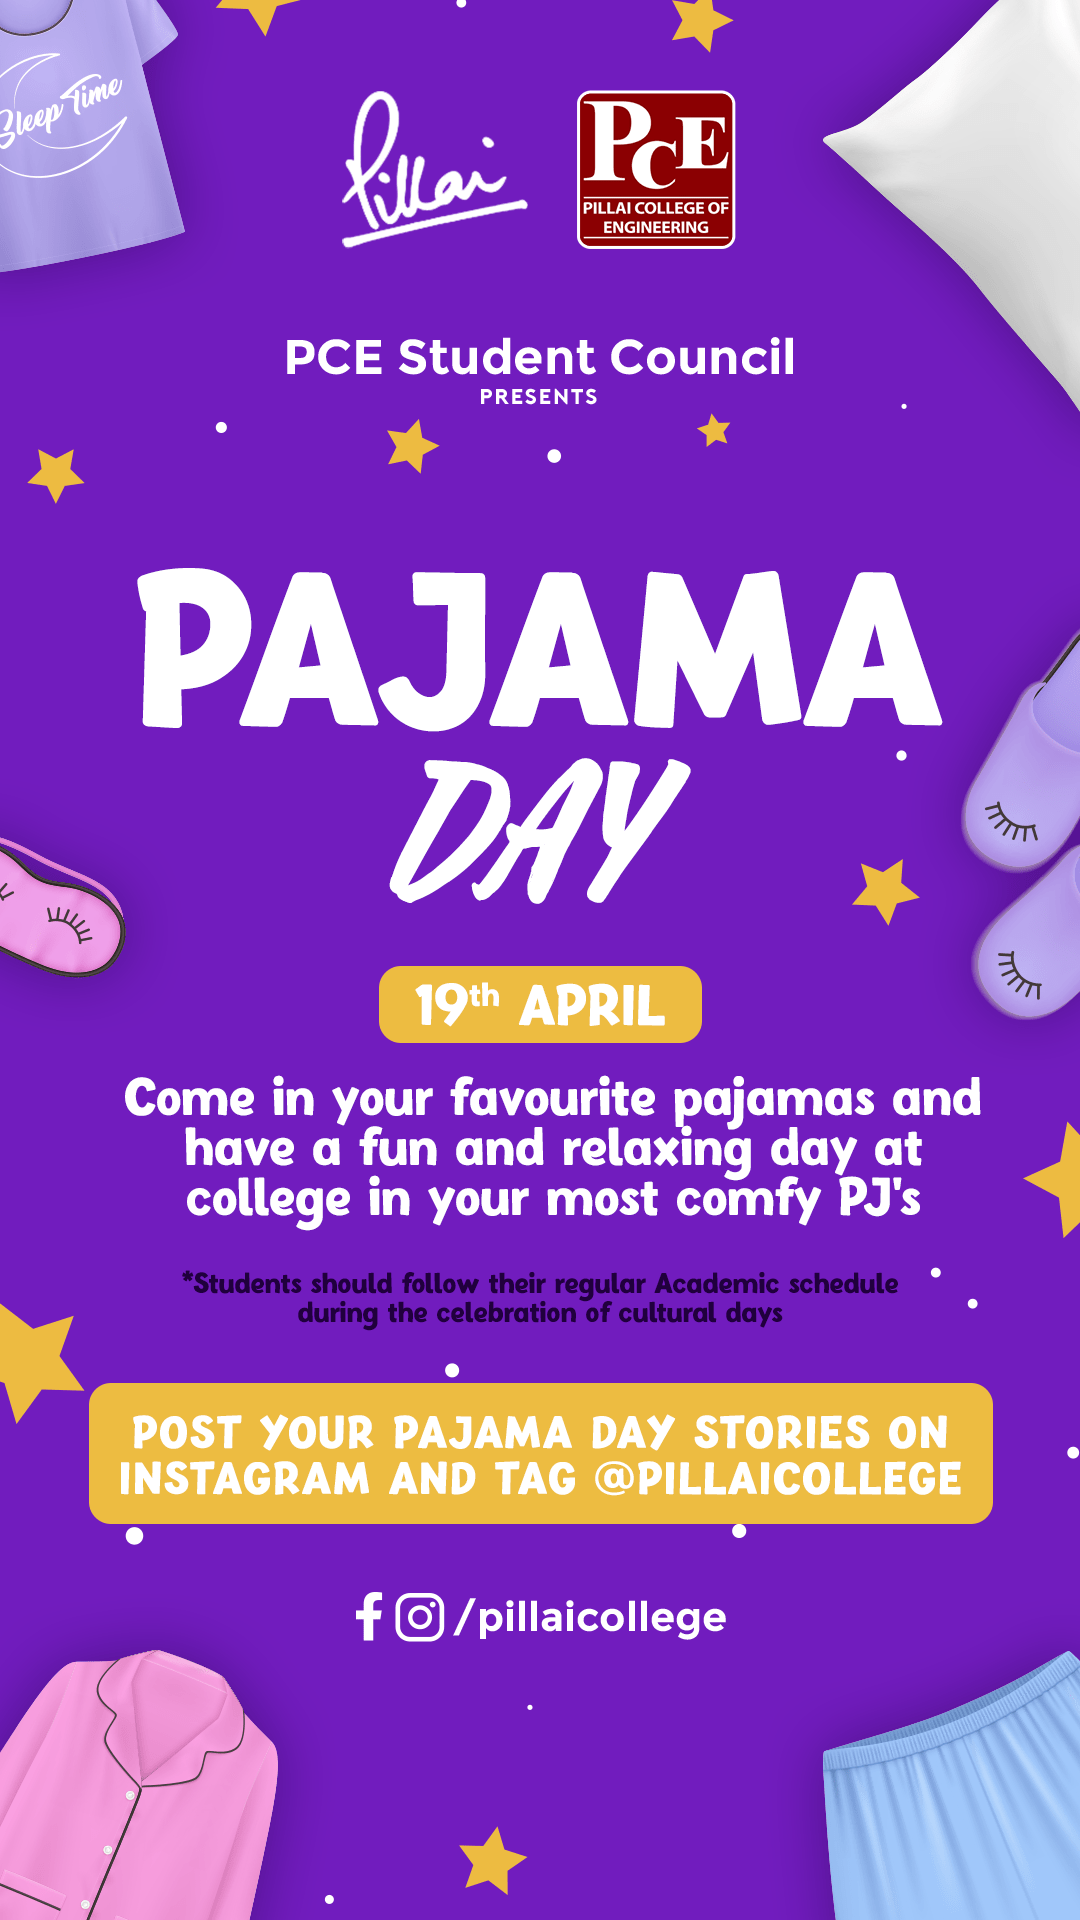 Sleep Time
Pillai
PCE
PILLAI COLLEGE OF
ENGINEERING
PCE Student Council
PRESENTS
PAJAMA
DAY
19th APRIL
Come in your favourite pajamas and
have a fun and relaxing day at
college in your most comfy PJ's
*Students should follow their regular Academic schedule
during the celebration of cultural days
POST YOUR PAJAMA DAY STORIES ON
INSTAGRAM AND TAG @PILLAICOLLEGE
/pillaicollege